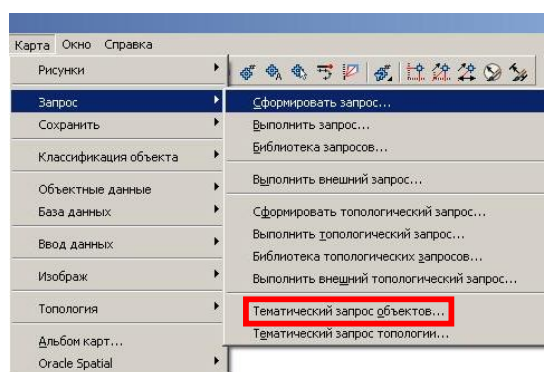 Карта Окно Справка
Рисунки
Запрос
Сохранить
Классификация объекта
Объектные данные
База данных
Ввод данных
Изображ
Топология
Альбом карт...
Oracle Spatial
Сформировать запрос...
Выполнить запрос...
Библиотека запросов...
Выполнить внешний запрос...
Сформировать топологический запрос...
Выполнить топологический запрос...
Библиотека топологических запросов...
Выполнить внешний топологический запрос...
Тематический запрос объектов...
Тематический запрос топологии...